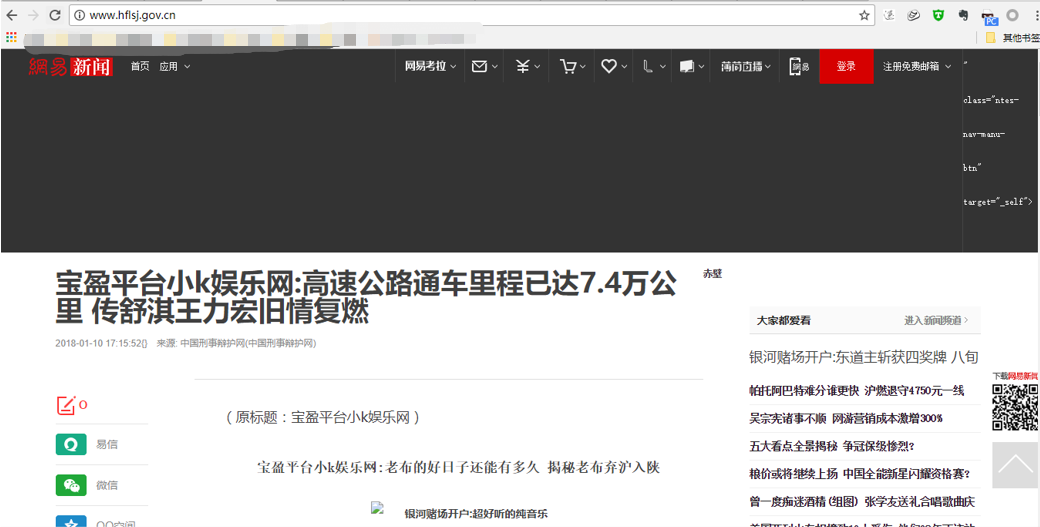 www.hflsj.gov.cn
其他书签
網易 新闻 首页 应用 网易考拉 薄荷直播 登录 注册免费邮箱
"
class="ntes-
nav-manu-
btn"
target="_self">
宝盈平台小k娱乐网:高速公路通车里程已达7.4万公
里 传舒淇王力宏旧情复燃
2018-01-10 17:15:52{} 来源: 中国刑事辩护网(中国刑事辩护网)
赤壁
0
易信
微信
QQ空间
（原标题：宝盈平台小k娱乐网）
宝盈平台小k娱乐网:老布的好日子还能有多久 揭秘老布弃沪入陕
银河赌场开户:超好听的纯音乐
大家都爱看 进入新闻频道
银河赌场开户:东道主斩获四奖牌 八旬
帕托阿巴特难分谁更快 沪燃退守4750元一线
吴宗宪诸事不顺 网游营销成本激增300%
五大看点全景揭秘 争冠保级惨烈?
粮价或将继续上扬 中国全能新星闪耀资格赛?
曾一度痴迷酒精(组图) 张学友送礼合唱歌曲庆
下载网易新闻